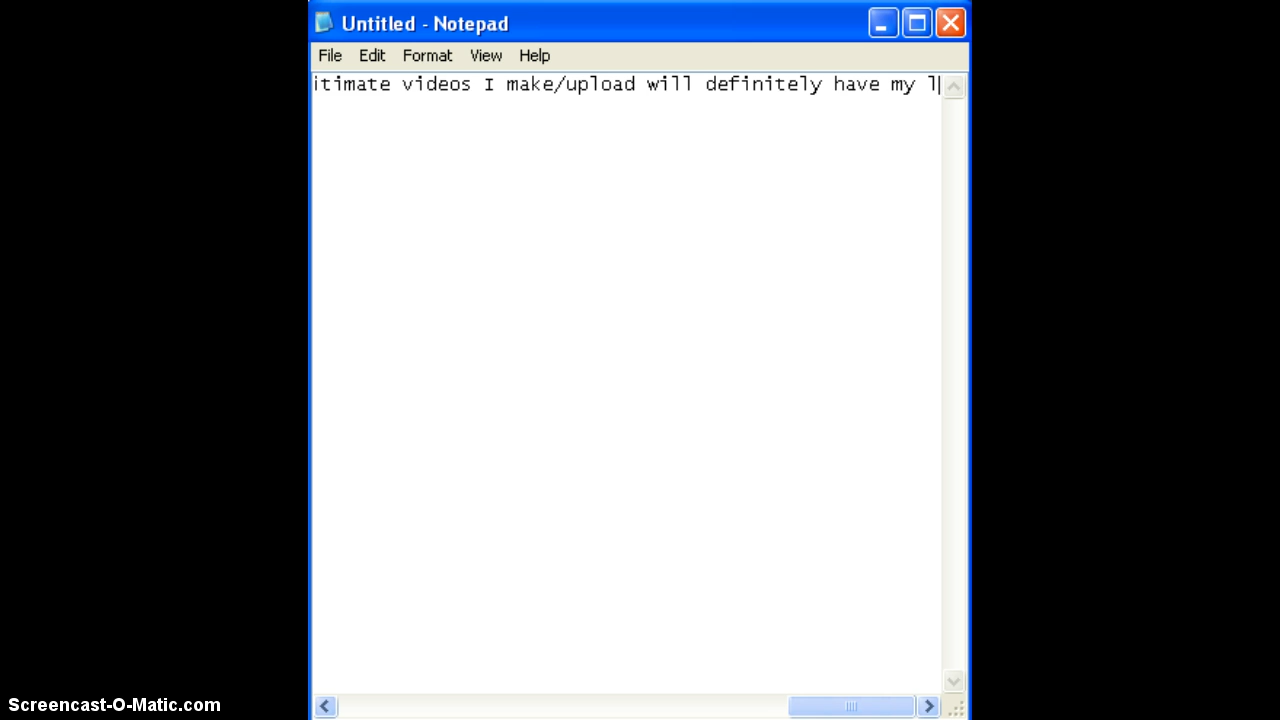 Untitled - Notepad
File Edit Format View Help
itimate videos I make/upload will definitely have my l
Screencast-O-Matic.com